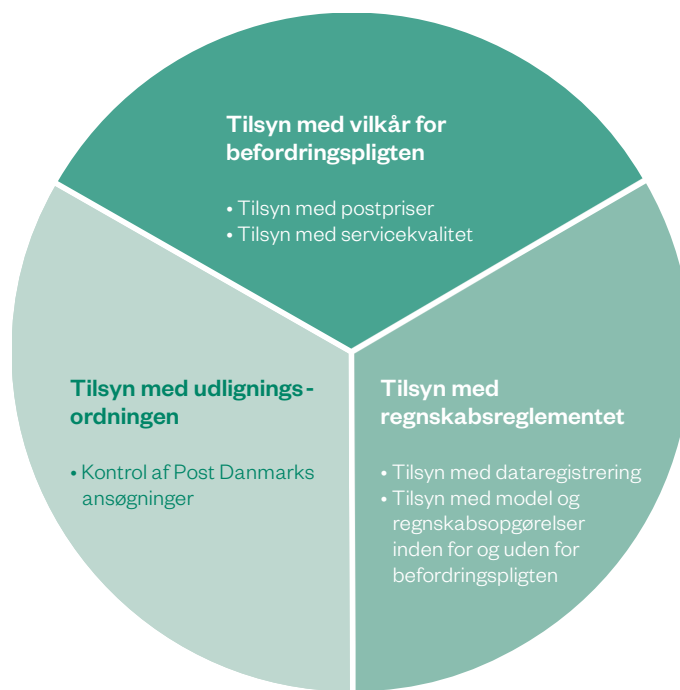 Tilsyn med vilkår for
befordringspligten
• Tilsyn med postpriser
• Tilsyn med servicekvalitet
Tilsyn med udlignings-
ordningen
• Kontrol af Post Danmarks
ansøgninger
Tilsyn med
regnskabsreglementet
• Tilsyn med dataregistrering
• Tilsyn med model og
regnskabsopgørelser
inden for og uden for
befordringspligten